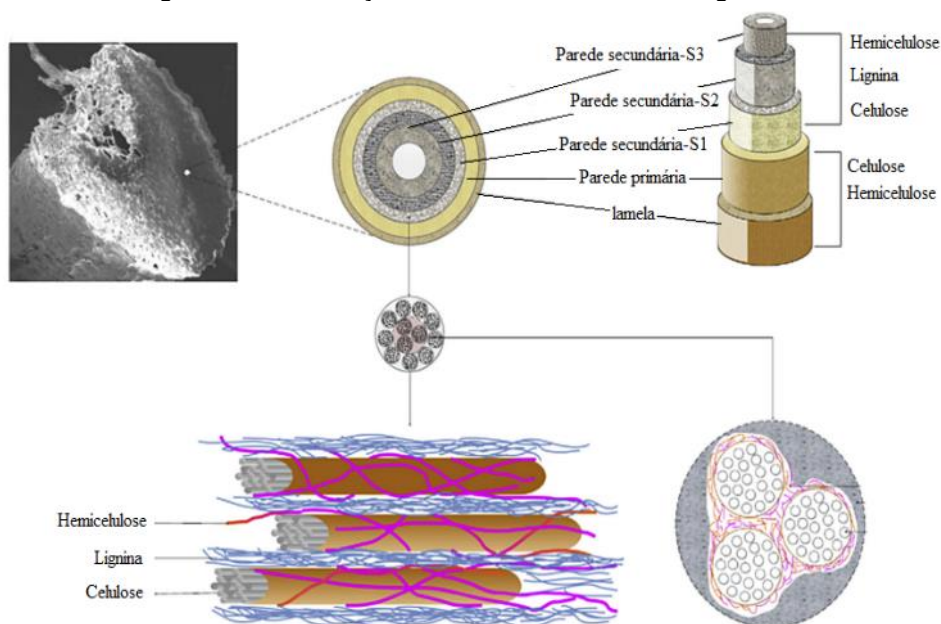 Parede secundária-S3
Parede secundária-S2
Parede secundária-S1
Parede primária
lamela
Hemicelulose
Lignina
Celulose
Celulose
Hemicelulose
Hemicelulose
Lignina
Celulose